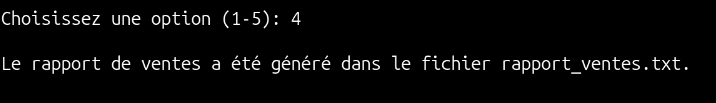 Choisissez une option (1-5): 4
Le rapport de ventes a été généré dans le fichier rapport_ventes.txt.